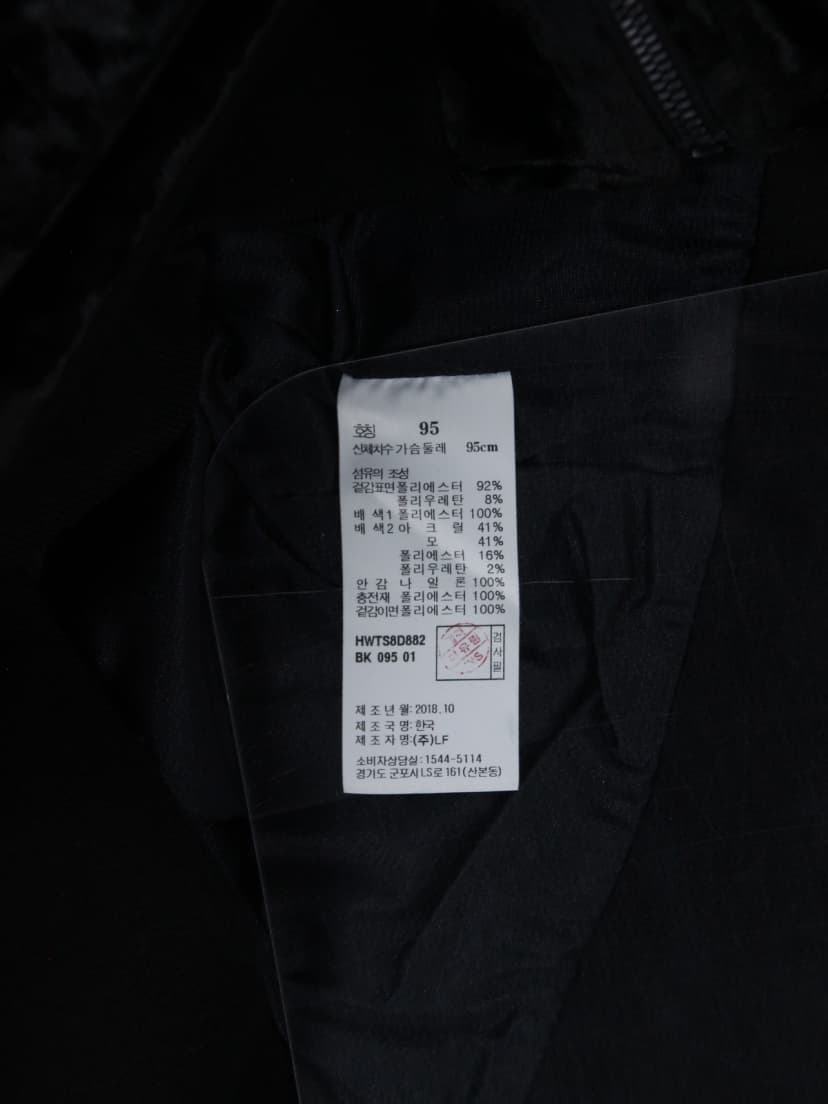 호칭 95
신체치수 가슴둘레 95cm
섬유의 조성
겉감표면 폴리에스터 92%
폴리우레탄 8%
배 색1 폴리에스터 100%
배 색2 아 크 릴 41%
모 41%
폴리에스터 16%
폴리우레탄 2%
안 감 나 일 론 100%
충전재 폴리에스터 100%
겉감이면 폴리에스터 100%
HWTS8D882
BK 095 01
검사필
제 조 년 월: 2018.10
제 조 국 명: 한국
제 조 자 명: (주)LF
소비자상담실: 1544-5114
경기도 군포시 LS로 161(산본동)